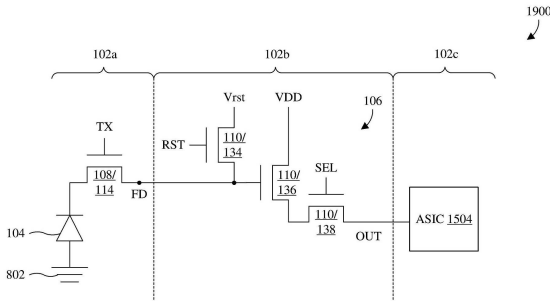 1900
102a 102b 102c
Vrst VDD 106
TX
RST 110/
134
SEL
108/
114
110/
136
FD
110/
138
OUT
ASIC 1504
104
802